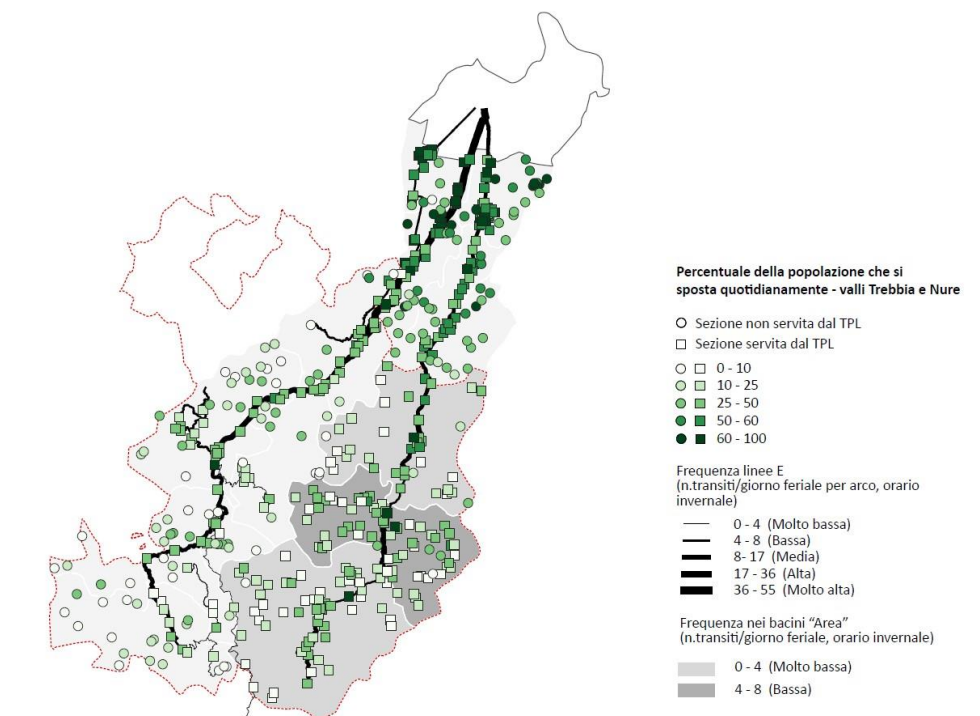 Percentuale della popolazione che si
sposta quotidianamente - valli Trebbia e Nure
Sezione non servita dal TPL
Sezione servita dal TPL
0 - 10
10 - 25
25 - 50
50 - 60
60 - 100
Frequenza linee E
(n.transiti/giorno feriale per arco, orario
invernale)
0 - 4 (Molto bassa)
4 - 8 (Bassa)
8-17 (Media)
17 - 36 (Alta)
36 - 55 (Molto alta)
Frequenza nei bacini “Area”
(n.transiti/giorno feriale, orario invernale)
0 - 4 (Molto bassa)
4 - 8 (Bassa)